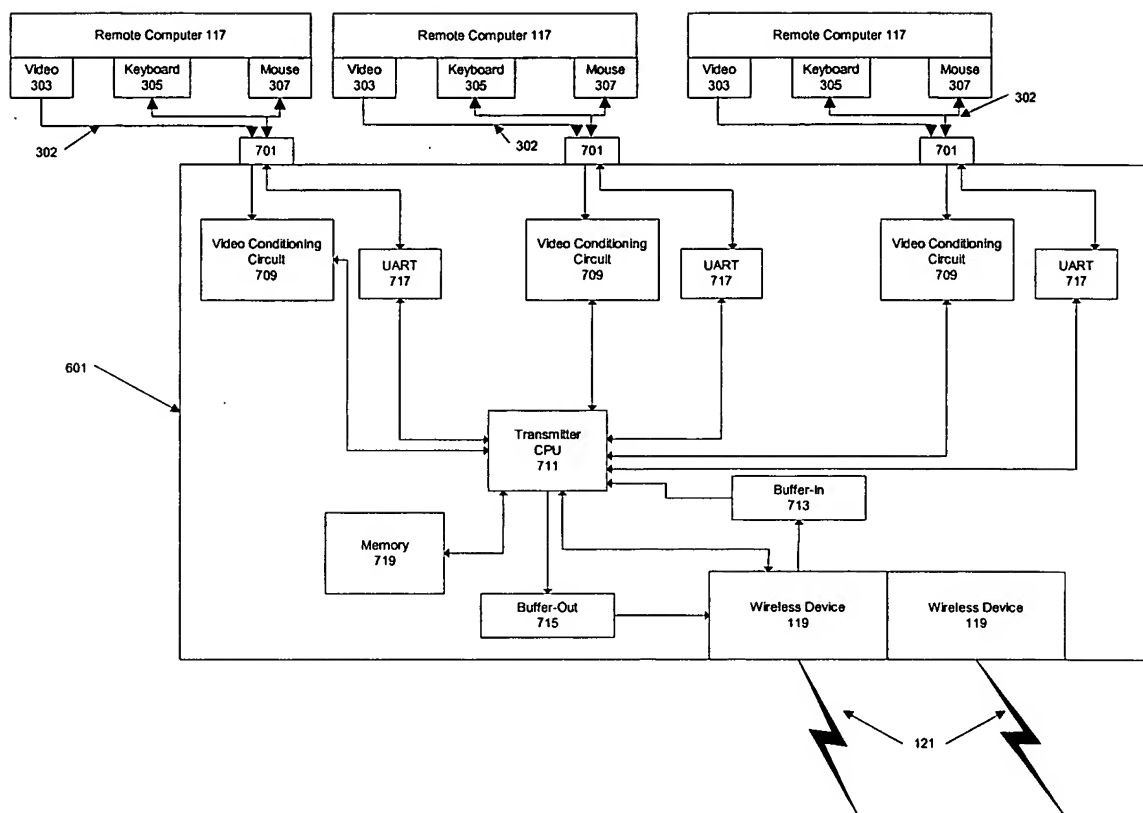 Remote Computer 117
Remote Computer 117
Remote Computer 117
Video
303
Keyboard
305
Mouse
307
Video
303
Keyboard
305
Mouse
307
Video
303
Keyboard
305
Mouse
307
302
302
302
701
701
701
Video Conditioning
Circuit
709
UART
717
Video Conditioning
Circuit
709
UART
717
Video Conditioning
Circuit
709
UART
717
601
Transmitter
CPU
711
Buffer-In
713
Memory
719
Buffer-Out
715
Wireless Device
119
Wireless Device
119
121